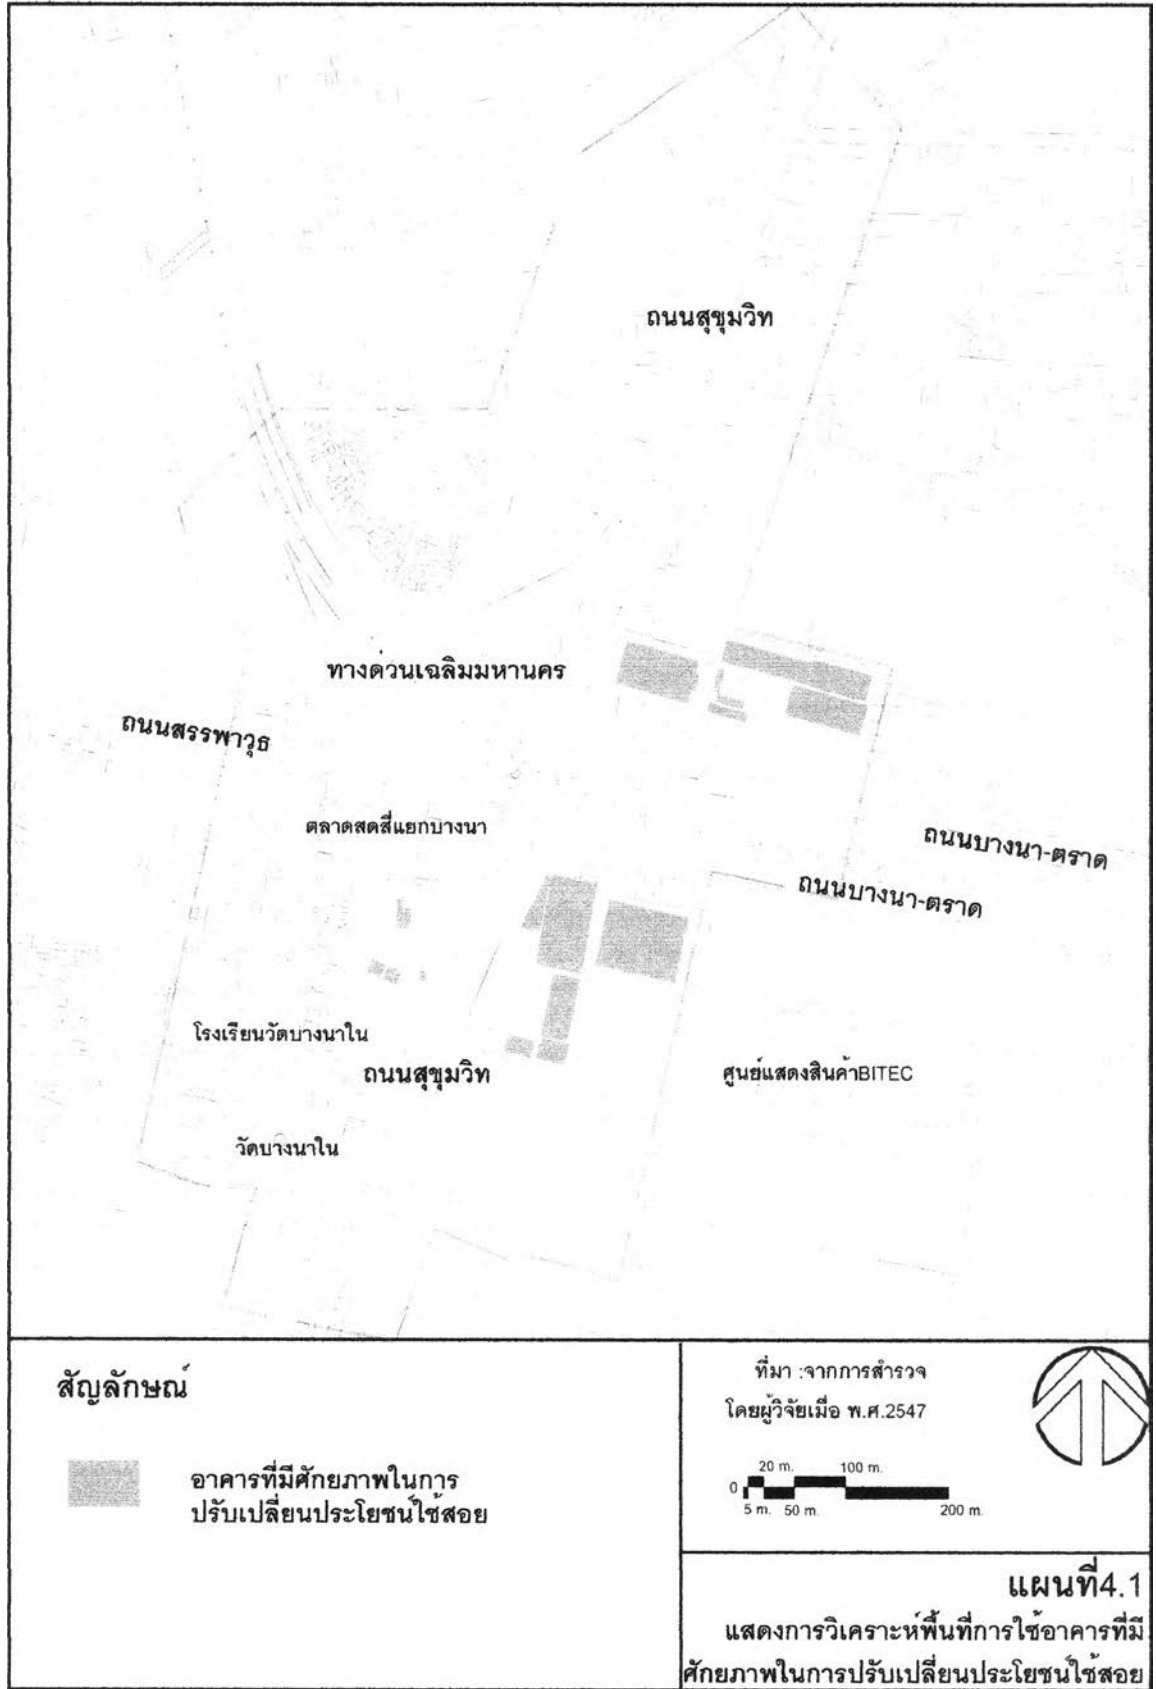 ถนนสุขุมวิท
ทางด่วนเฉลิมมหานคร
ถนนสรรพาวุธ
ตลาดสดสี่แยกบางนา
ถนนบางนา-ตราด
ถนนบางนา-ตราด
โรงเรียนวัดบางนาใน
ถนนสุขุมวิท
ศูนย์แสดงสินค้าBITEC
วัดบางนาใน
สัญลักษณ์
อาคารที่มีศักยภาพในการ
ปรับเปลี่ยนประโยชน์ใช้สอย
ที่มา :จากการสำรวจ
โดยผู้วิจัยเมื่อ พ.ศ.2547
20 m. 100 m.
0
5 m. 50 m. 200 m.
แผนที่4.1
แสดงการวิเคราะห์พื้นที่การใช้อาคารที่มี
ศักยภาพในการปรับเปลี่ยนประโยชน์ใช้สอย